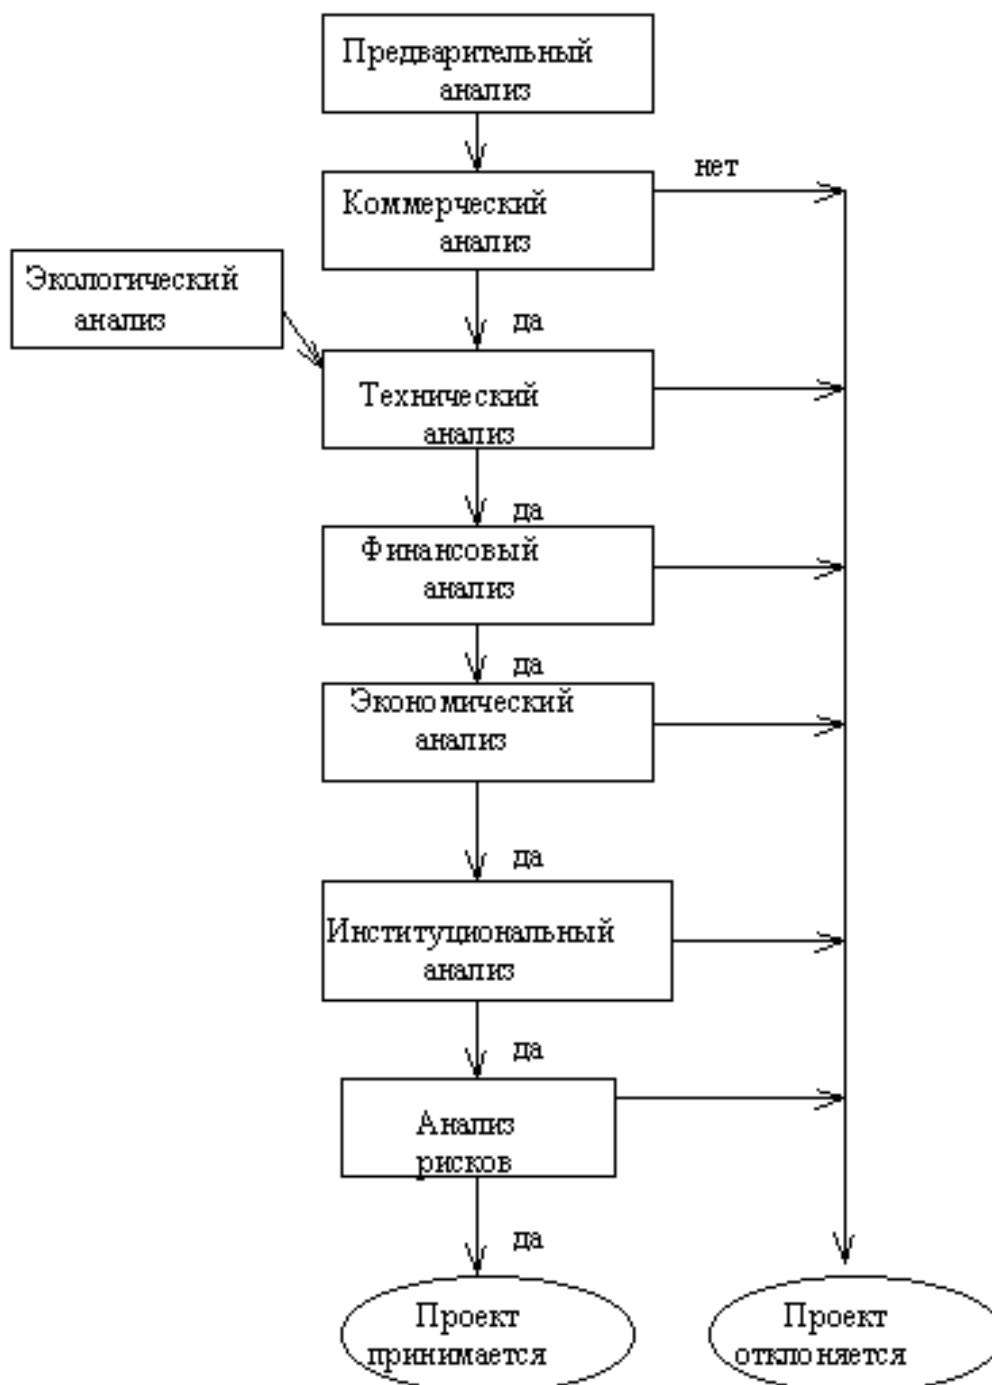 Предварительный
анализ
нет
Коммерческий
анализ
Экологический
анализ
да
Технический
анализ
да
Финансовый
анализ
да
Экономический
анализ
да
Институциональный
анализ
да
Анализ
рисков
да
Проект
принимается
Проект
отклоняется